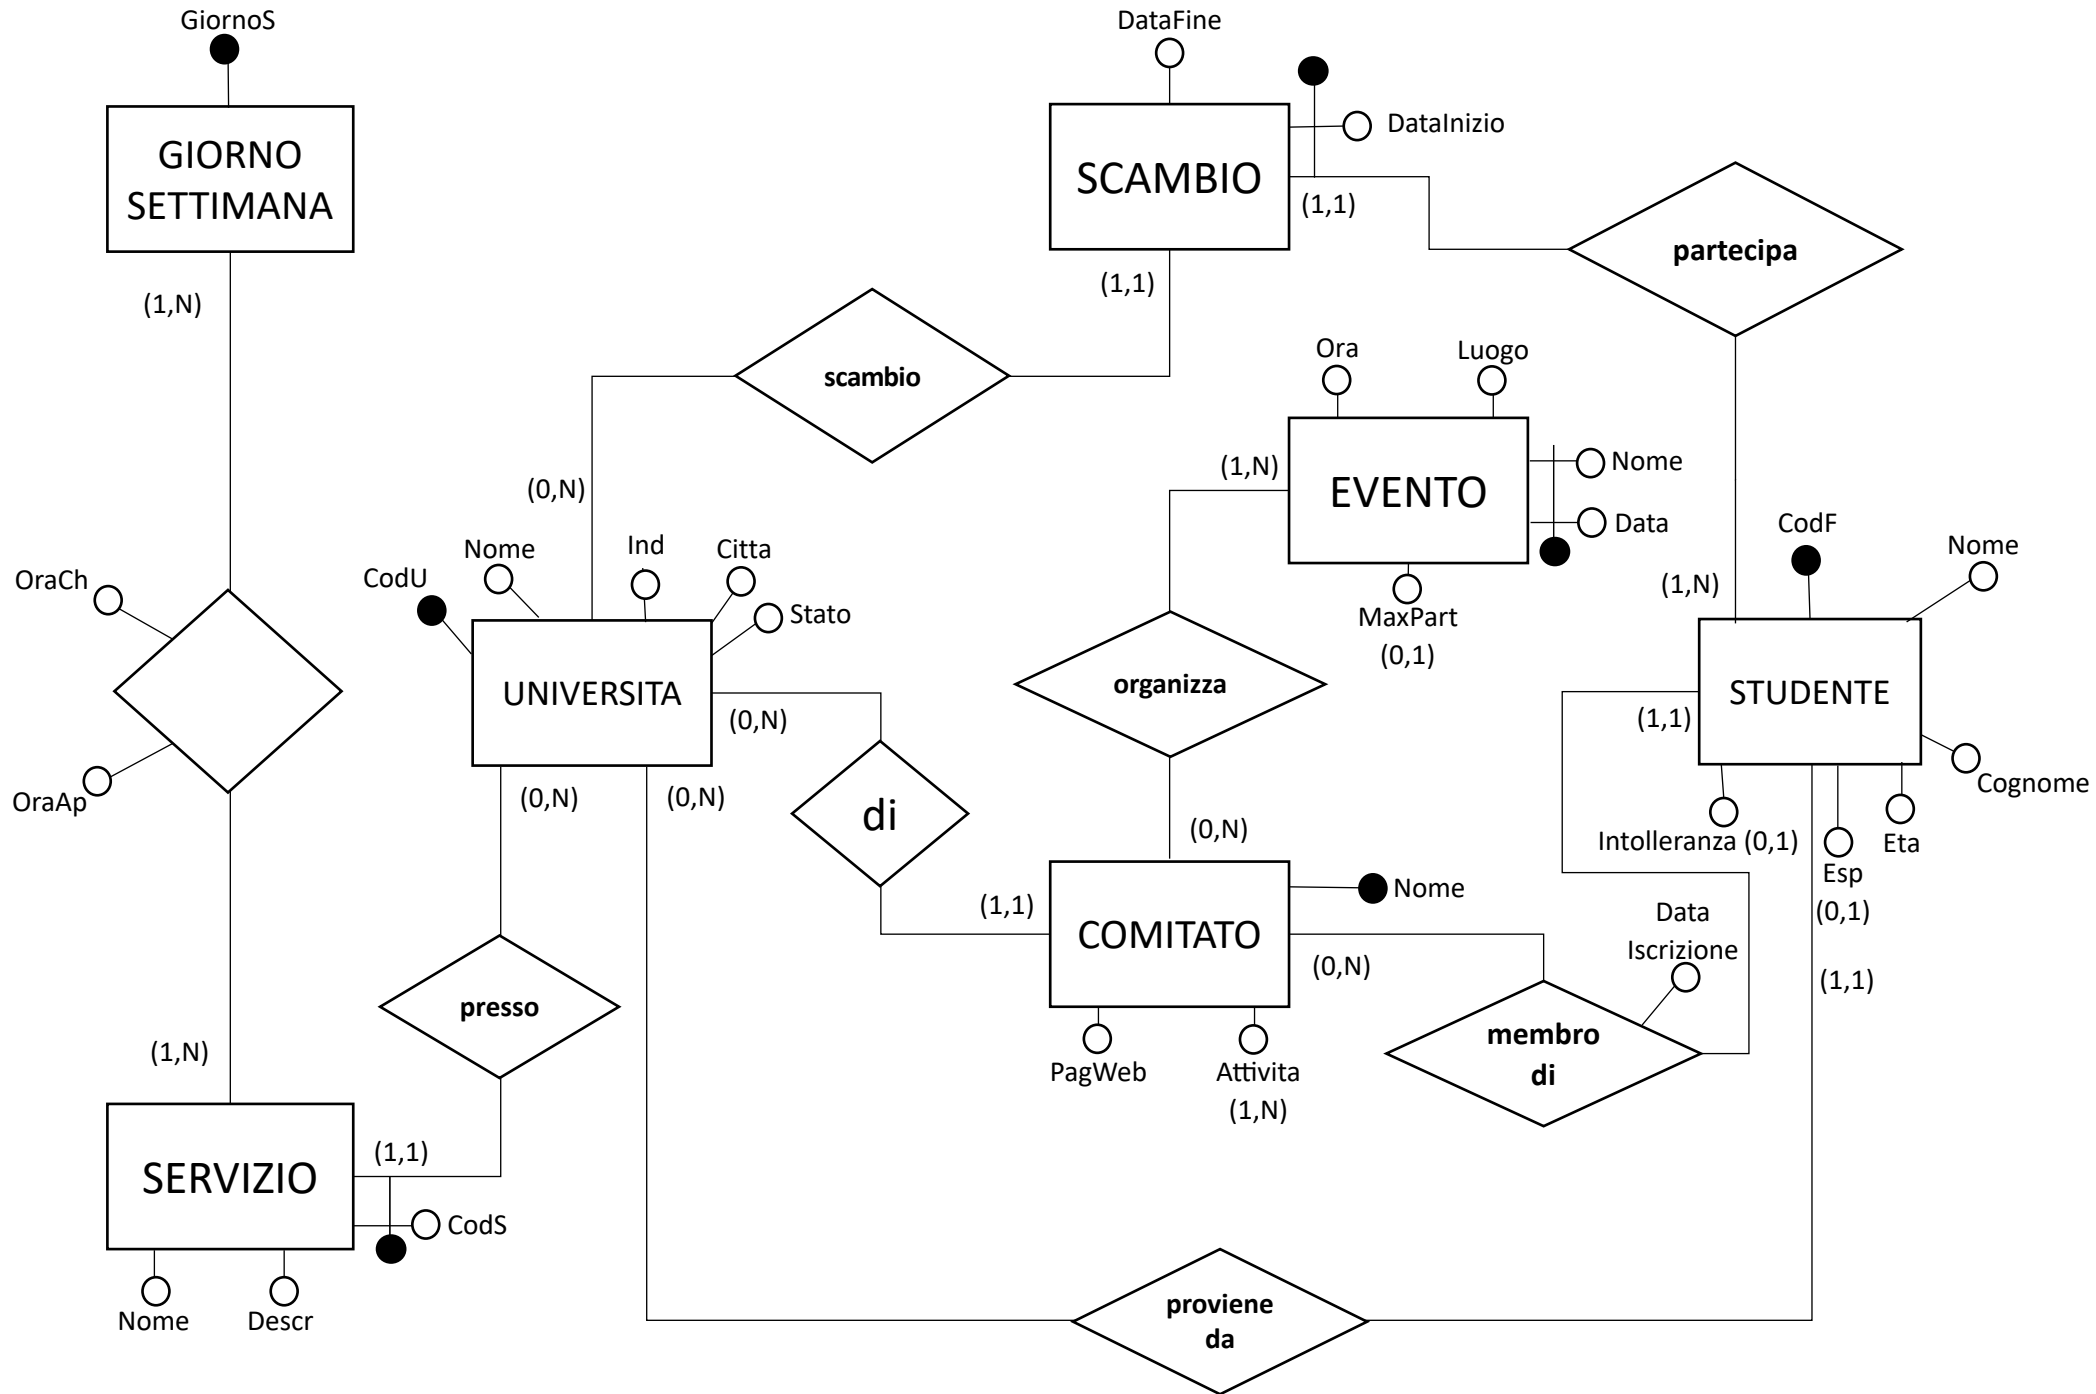 GiornoS
GIORNO
SETTIMANA
(1,N)
OraCh
OraAp
(1,N)
SERVIZIO
(1,1)
CodS
Nome
Descr
DataFine
DataInizio
SCAMBIO
(1,1)
(1,1)
partecipa
scambio
(0,N)
Ora
Luogo
(1,N)
EVENTO
Nome
Data
MaxPart
(0,1)
CodU
Nome
Ind
Citta
Stato
UNIVERSITA
(0,N)
(0,N)
(0,N)
di
organizza
(0,N)
(1,1)
COMITATO
Nome
(0,N)
PagWeb
Attivita
(1,N)
(1,N)
CodF
Nome
STUDENTE
(1,1)
Cognome
Intolleranza (0,1)
Esp
(0,1)
Eta
(1,1)
Data
Iscrizione
membro
di
presso
proviene
da